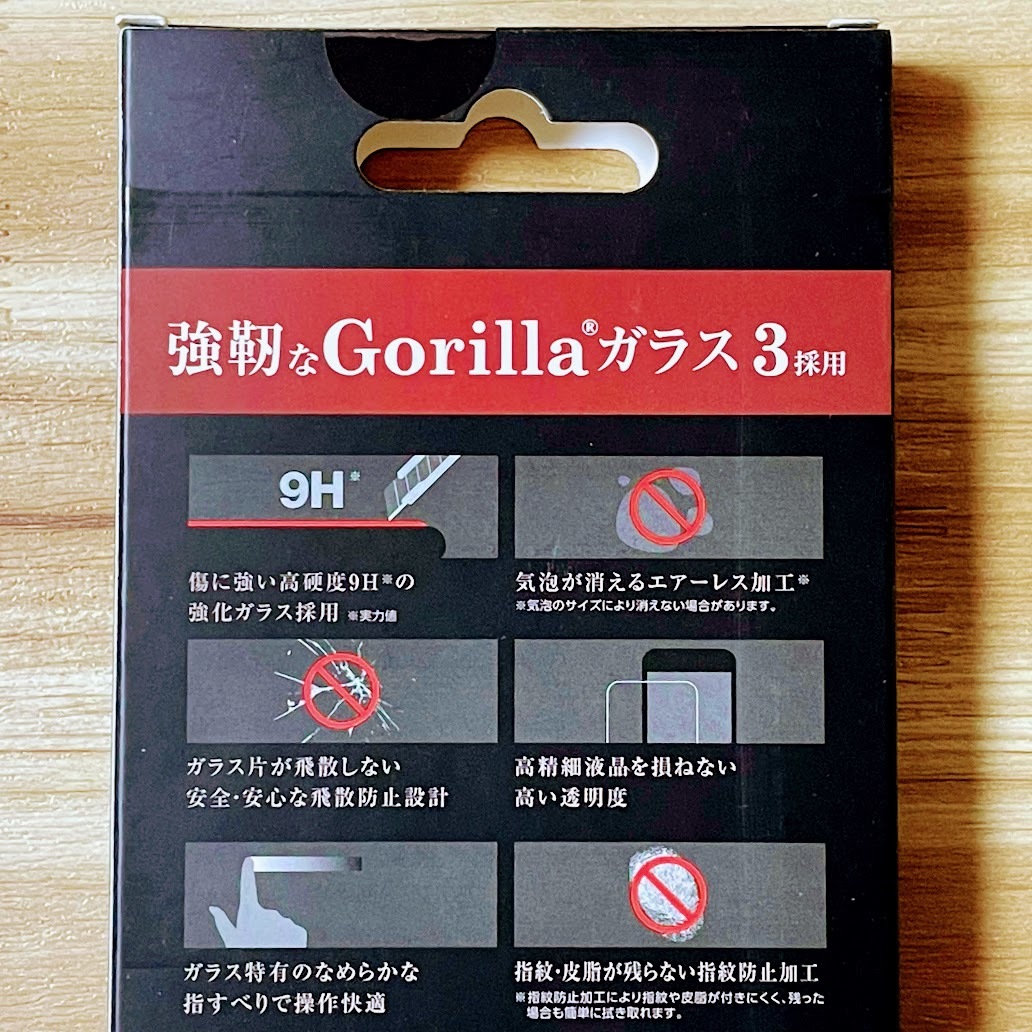 強靭なGorilla®ガラス3採用
9H※
傷に強い高硬度9H※の
強化ガラス採用 ※実力値
気泡が消えるエアーレス加工※
※気泡のサイズにより消えない場合があります。
ガラス片が飛散しない
安全・安心な飛散防止設計
高精細液晶を損ねない
高い透明度
ガラス特有のなめらかな
指すべりで操作快適
指紋・皮脂が残らない指紋防止加工
※指紋防止加工により指紋や皮脂が付きにくく、残った
場合も簡単に拭き取れます。